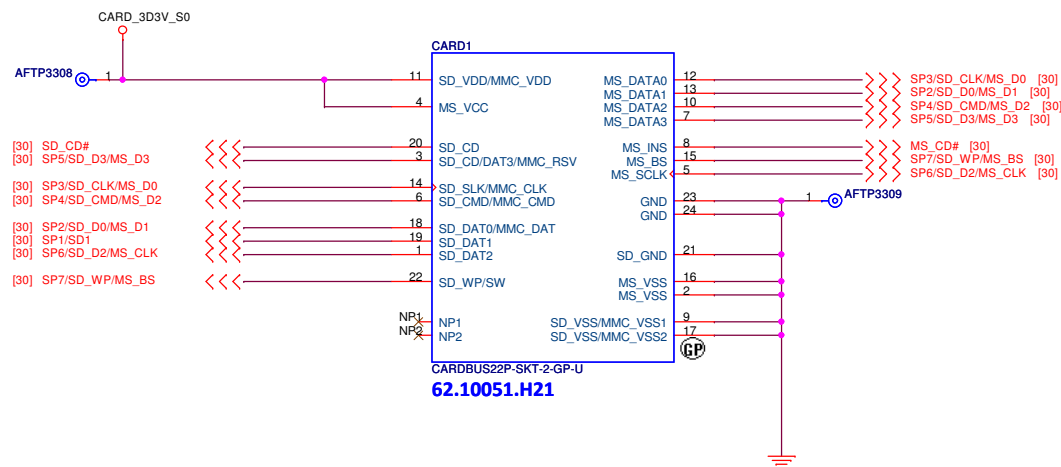 CARD_3D3V_S0
AFTP3308 1
CARD1
11 SD_VDD/MMC_VDD
4 MS_VCC
[30] SD_CD# 20 SD_CD
[30] SP5/SD_D3/MS_D3 3 SD_CD/DAT3/MMC_RSV
[30] SP3/SD_CLK/MS_D0 14 SD_SLK/MMC_CLK
[30] SP4/SD_CMD/MS_D2 6 SD_CMD/MMC_CMD
[30] SP2/SD_D0/MS_D1 18 SD_DAT0/MMC_DAT
[30] SP1/SD1 19 SD_DAT1
[30] SP6/SD_D2/MS_CLK 1 SD_DAT2
[30] SP7/SD_WP/MS_BS 22 SD_WP/SW
NP1 NP1
NP2 NP2
MS_DATA0 12 SP3/SD_CLK/MS_D0 [30]
MS_DATA1 13 SP2/SD_D0/MS_D1 [30]
MS_DATA2 10 SP4/SD_CMD/MS_D2 [30]
MS_DATA3 7 SP5/SD_D3/MS_D3 [30]
MS_INS 8 MS_CD# [30]
MS_BS 15 SP7/SD_WP/MS_BS [30]
MS_SCLK 5 SP6/SD_D2/MS_CLK [30]
GND 23 1 AFTP3309
GND 24
SD_GND 21
MS_VSS 16
MS_VSS 2
SD_VSS/MMC_VSS1 9
SD_VSS/MMC_VSS2 17
GP
CARDBUS22P-SKT-2-GP-U
62.10051.H21